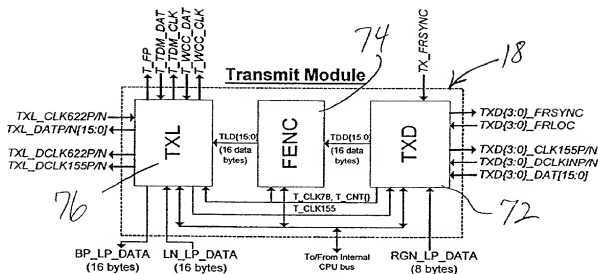 T_FP
T_TDM_DAT
T_TDM_CLK
T_WCC_DAT
T_WCC_CLK
74
TX_FRSYNC
18
Transmit Module
TXL_CLK622P/N
TXL_DATP/N[15:0]
TXL_DCLK622P/N
TXL_DCLK155P/N
TXL
TLD[15:0]
(16 data
bytes)
FENC
TDD[15:0]
(16 data
bytes)
TXD
TXD{3:0}_FRSYNC
TXD{3:0}_FRLOC
TXD{3:0}_CLK155P/N
TXD{3:0}_DCLKINP/N
TXD{3:0}_DAT[15:0]
76
T_CLK78, T_CNT{}
T_CLK155
72
BP_LP_DATA
(16 bytes)
LN_LP_DATA
(16 bytes)
To/From Internal
CPU bus
RGN_LP_DATA
(8 bytes)